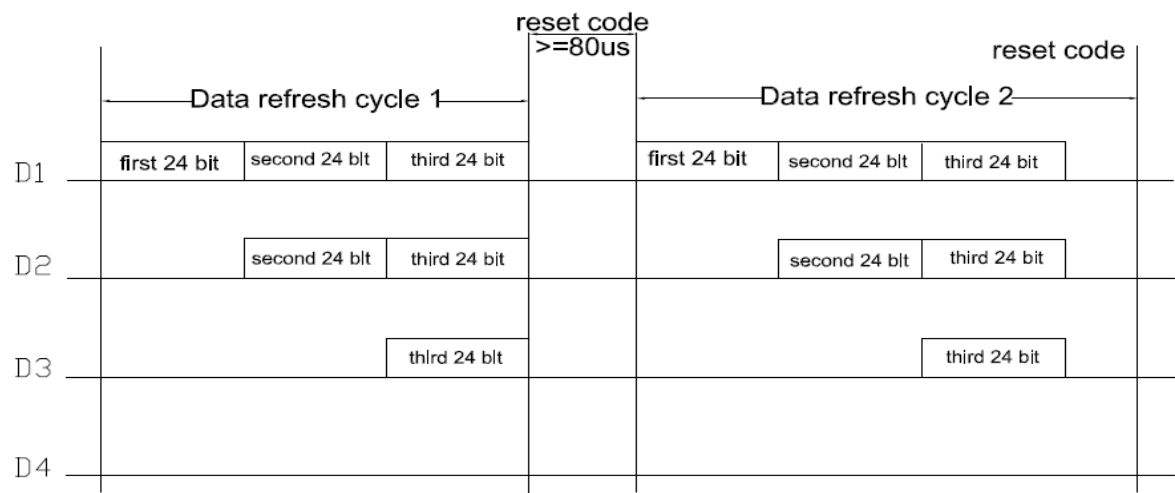 reset code
>=80us
reset code
Data refresh cycle 1
Data refresh cycle 2
D1
first 24 bit
second 24 blt
third 24 bit
first 24 bit
second 24 blt
third 24 bit
D2
second 24 blt
third 24 bit
second 24 blt
third 24 bit
D3
thlrd 24 blt
third 24 bit
D4